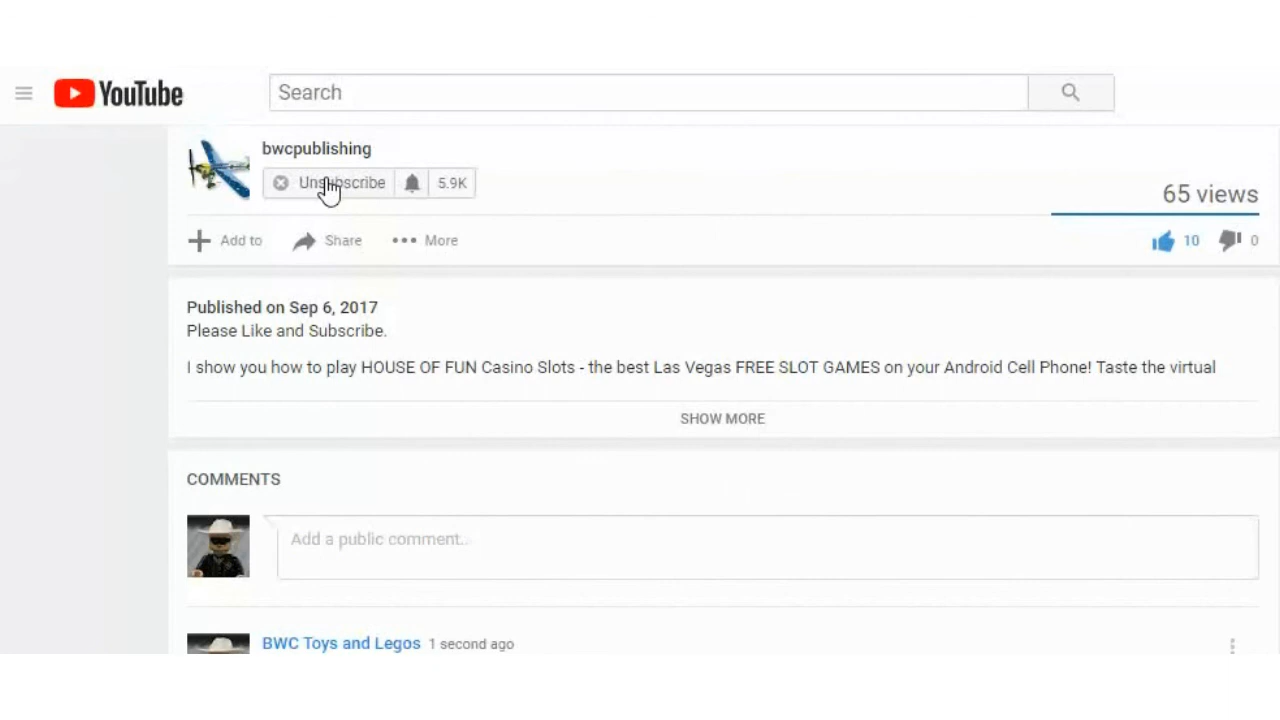 YouTube
Search
bwcpublishing
Unsubscribe 5.9K
65 views
Add to Share More 10 0
Published on Sep 6, 2017
Please Like and Subscribe.
I show you how to play HOUSE OF FUN Casino Slots - the best Las Vegas FREE SLOT GAMES on your Android Cell Phone! Taste the virtual
SHOW MORE
COMMENTS
Add a public comment...
BWC Toys and Legos 1 second ago